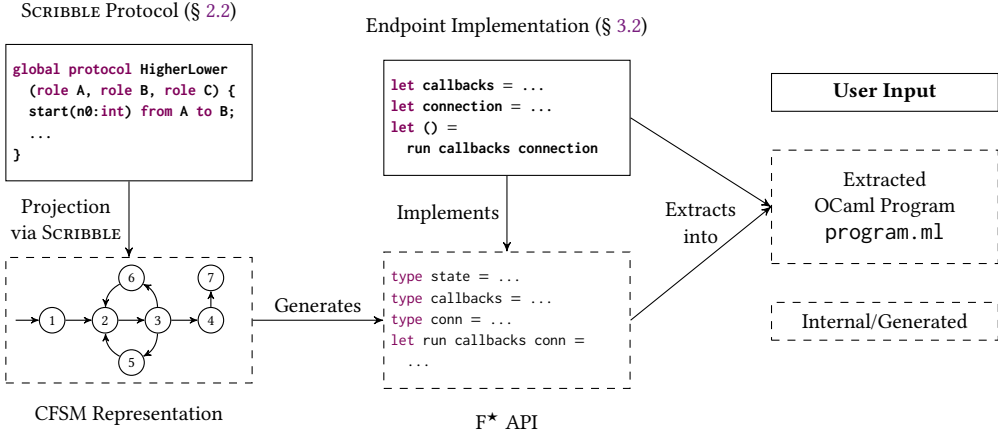 SCRIBBLE Protocol (§ 2.2)
global protocol HigherLower
(role A, role B, role C) {
start(n0:int) from A to B;
...
}
Projection
via SCRIBBLE
1
2
3
4
5
6
7
CFSM Representation
Generates
Endpoint Implementation (§ 3.2)
let callbacks = ...
let connection = ...
let () =
run callbacks connection
Implements
type state = ...
type callbacks = ...
type conn = ...
let run callbacks conn =
...
F★ API
Extracts
into
User Input
Extracted
OCaml Program
program.ml
Internal/Generated